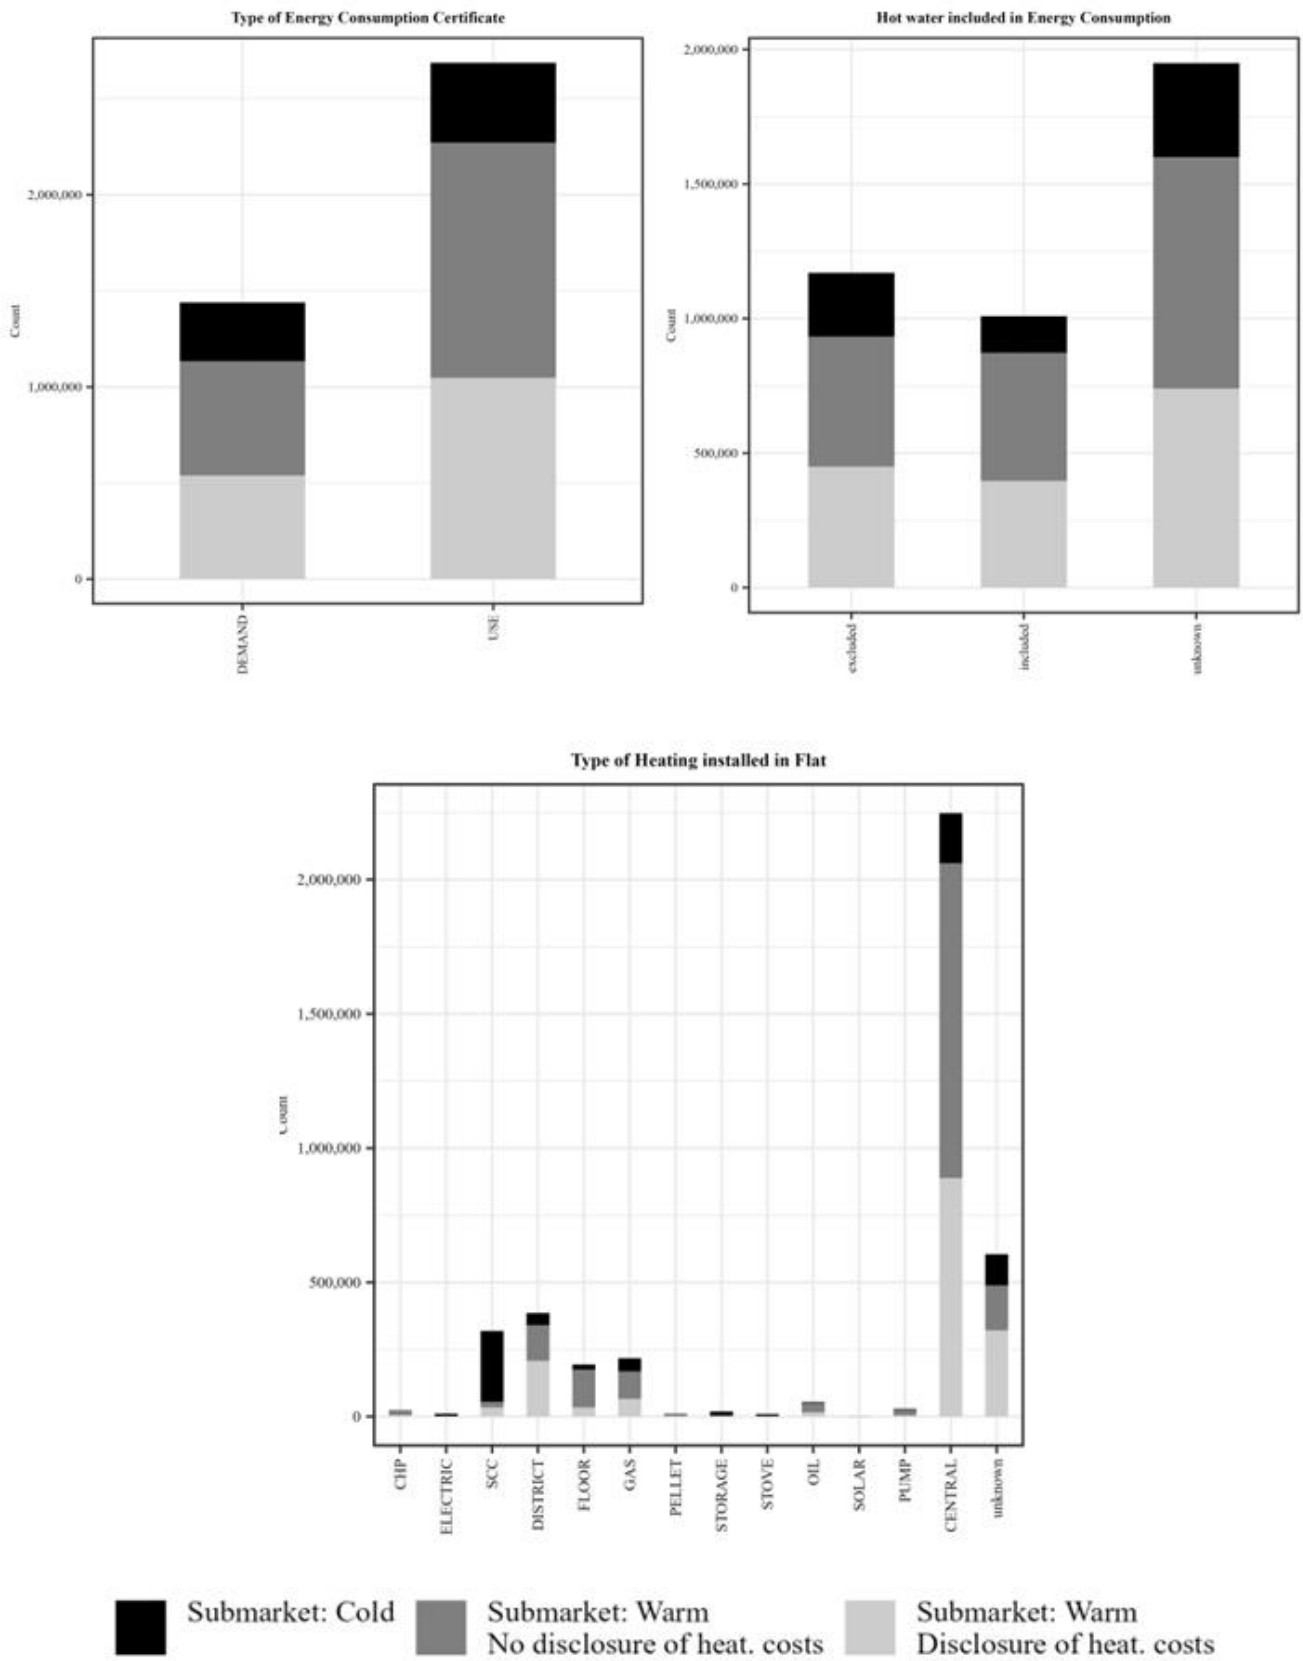 Type of Energy Consumption Certificate
Count
2,000,000
1,000,000
0
DEMAND
USE
Hot water included in Energy Consumption
Count
2,000,000
1,500,000
1,000,000
500,000
0
excluded
included
unknown
Type of Heating installed in Flat
Count
2,000,000
1,500,000
1,000,000
500,000
0
CHP
ELECTRIC
SCC
DISTRICT
FLOOR
GAS
PELLET
STORAGE
STOVE
OIL
SOLAR
PUMP
CENTRAL
unknown
Submarket: Cold
Submarket: Warm
No disclosure of heat. costs
Submarket: Warm
Disclosure of heat. costs